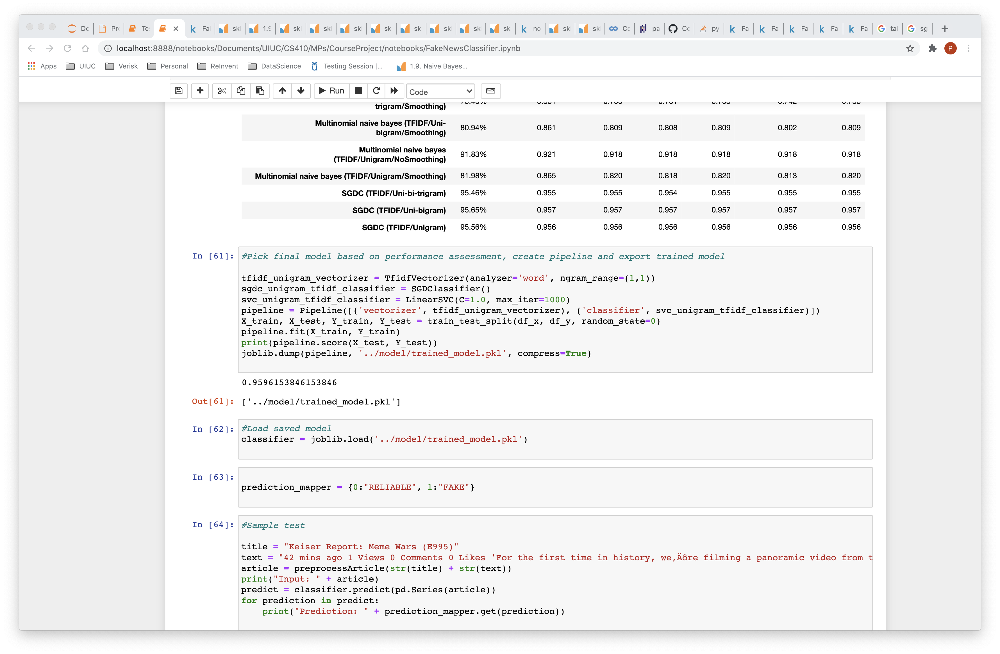 Do
Pr
Te
Fa
sk
1.9
sk
sk
sk
sk
sk
sk
sk
sk
no
sk
sk
Co
pa
Co
py
Fa
Fa
Fa
Fa
Fa
tal
sg
localhost:8888/notebooks/Documents/UIUC/CS410/MPs/CourseProject/notebooks/FakeNewsClassifier.ipynb
P
Apps UIUC Verisk Personal ReInvent DataScience Testing Session |... 1.9. Naive Bayes...
Run Code
trigram/Smoothing)
Multinomial naive bayes (TFIDF/Uni-
bigram/Smoothing) 80.94% 0.861 0.809 0.808 0.809 0.802 0.809
Multinomial naive bayes
(TFIDF/Unigram/NoSmoothing) 91.83% 0.921 0.918 0.918 0.918 0.918 0.918
Multinomial naive bayes (TFIDF/Unigram/Smoothing) 81.98% 0.865 0.820 0.818 0.820 0.813 0.820
SGDC (TFIDF/Uni-bi-trigram) 95.46% 0.955 0.955 0.954 0.955 0.955 0.955
SGDC (TFIDF/Uni-bigram) 95.65% 0.957 0.957 0.957 0.957 0.957 0.957
SGDC (TFIDF/Unigram) 95.56% 0.956 0.956 0.956 0.956 0.956 0.956
In [61]: #Pick final model based on performance assessment, create pipeline and export trained model
tfidf_unigram_vectorizer = TfidfVectorizer(analyzer='word', ngram_range=(1,1))
sgdc_unigram_tfidf_classifier = SGDClassifier()
svc_unigram_tfidf_classifier = LinearSVC(C=1.0, max_iter=1000)
pipeline = Pipeline([('vectorizer', tfidf_unigram_vectorizer), ('classifier', svc_unigram_tfidf_classifier)])
X_train, X_test, Y_train, Y_test = train_test_split(df_x, df_y, random_state=0)
pipeline.fit(X_train, Y_train)
print(pipeline.score(X_test, Y_test))
joblib.dump(pipeline, '../model/trained_model.pkl', compress=True)
0.9596153846153846
Out[61]: ['../model/trained_model.pkl']
In [62]: #Load saved model
classifier = joblib.load('../model/trained_model.pkl')
In [63]:
prediction_mapper = {0:"RELIABLE", 1:"FAKE"}
In [64]: #Sample test
title = "Keiser Report: Meme Wars (E995)"
text = "42 mins ago 1 Views 0 Comments 0 Likes 'For the first time in history, we‚Äôre filming a panoramic video from t
article = preprocessArticle(str(title) + str(text))
print("Input: " + article)
predict = classifier.predict(pd.Series(article))
for prediction in predict:
    print("Prediction: " + prediction_mapper.get(prediction))